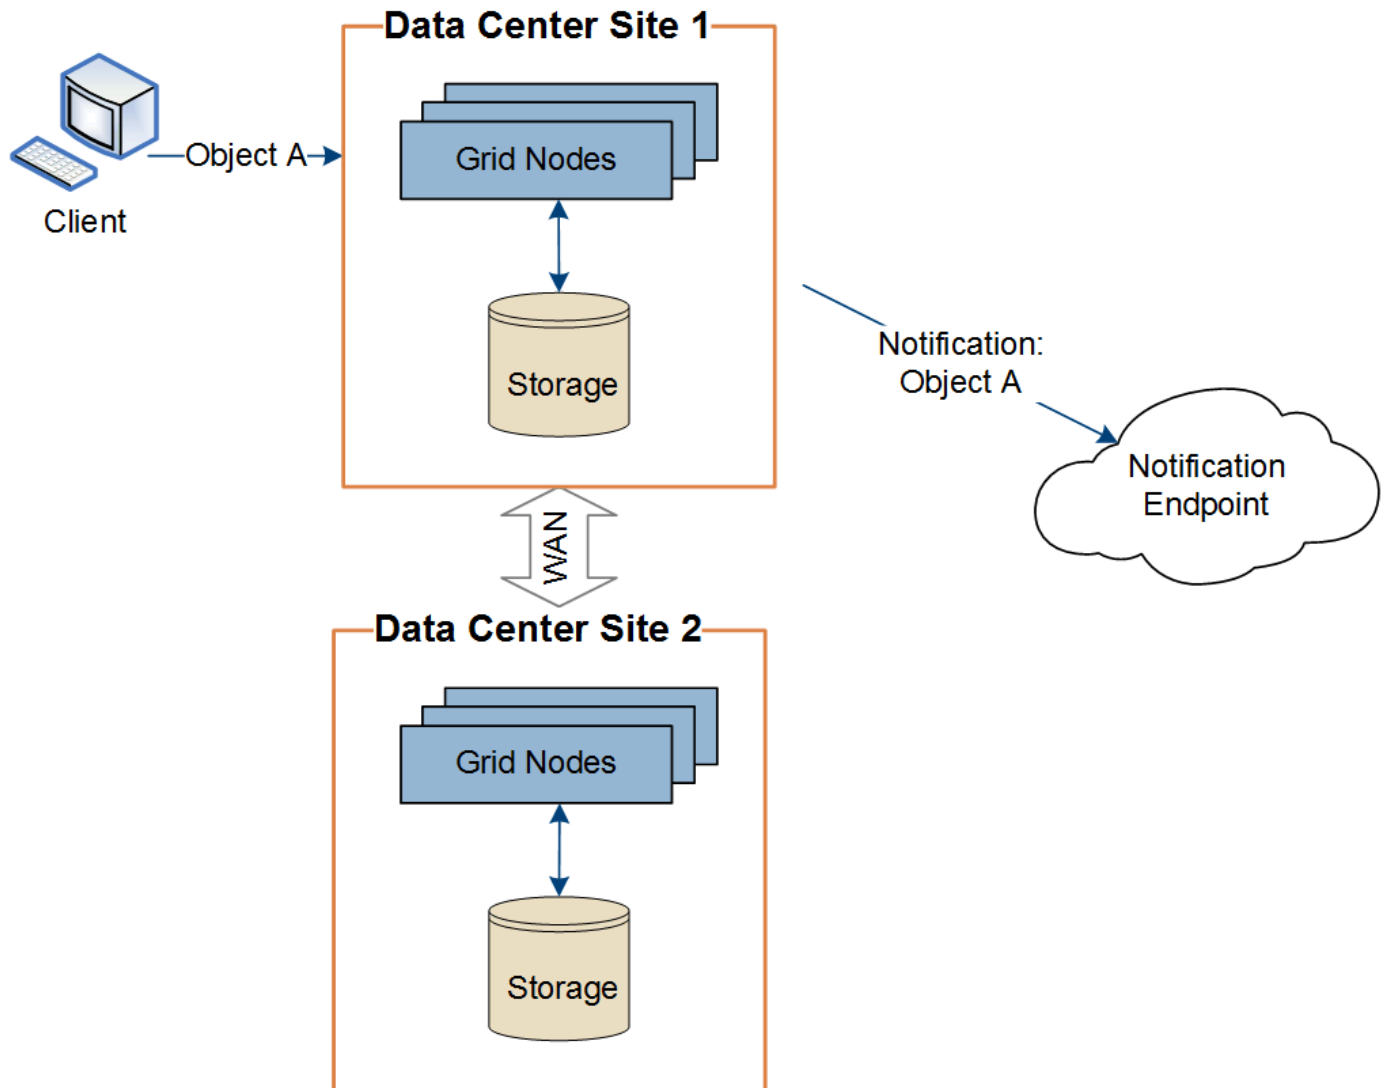 Data Center Site 1
Grid Nodes
Object A
Client
Storage
Notification:
Object A
Notification
Endpoint
WAN
Data Center Site 2
Grid Nodes
Storage